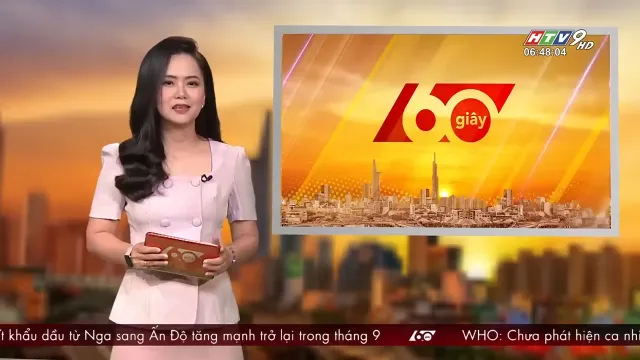 HTV9 HD
06:48:04
60 giây
khẩu dầu từ Nga sang Ấn Độ tăng mạnh trở lại trong tháng 9 60 WHO: Chưa phát hiện ca